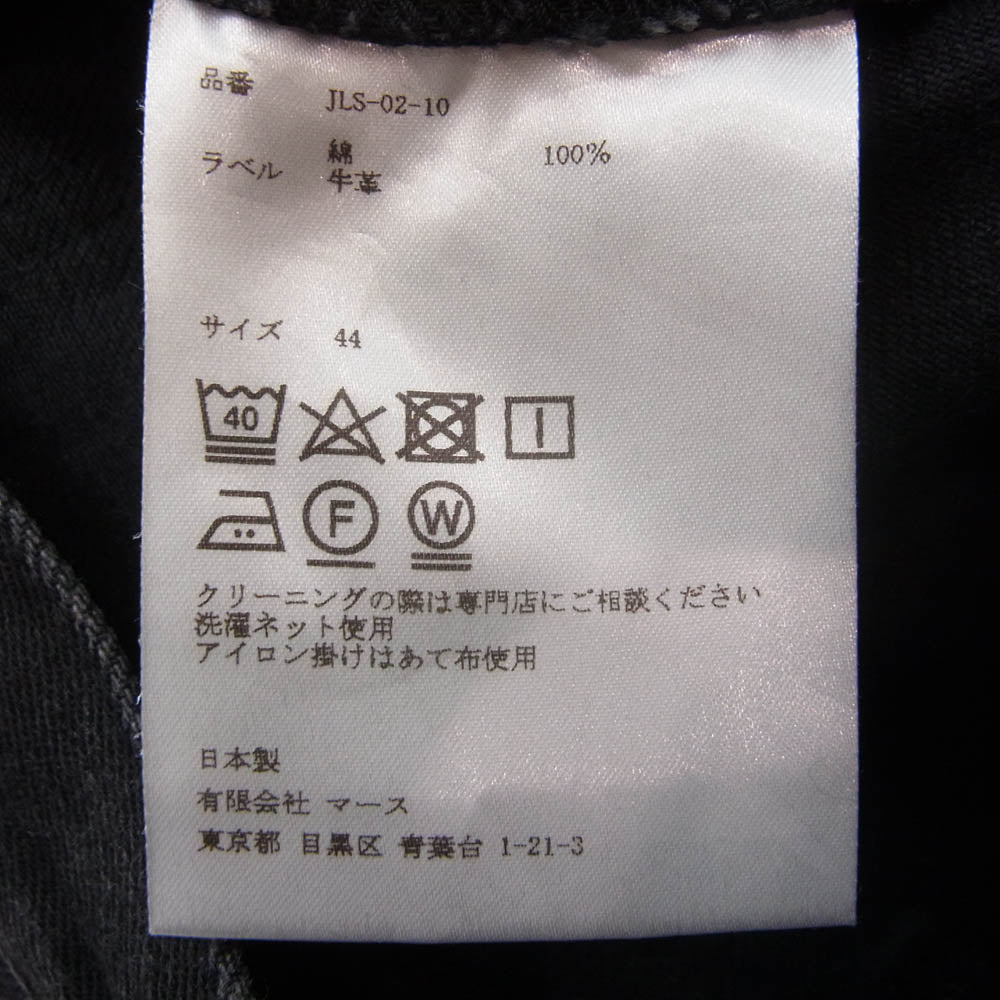 品番 JLS-02-10
綿 100%
ラベル 牛革
サイズ 44
40
F W
クリーニングの際は専門店にご相談ください
洗濯ネット使用
アイロン掛けはあて布使用
日本製
有限会社 マース
東京都 目黒区 青葉台 1-21-3